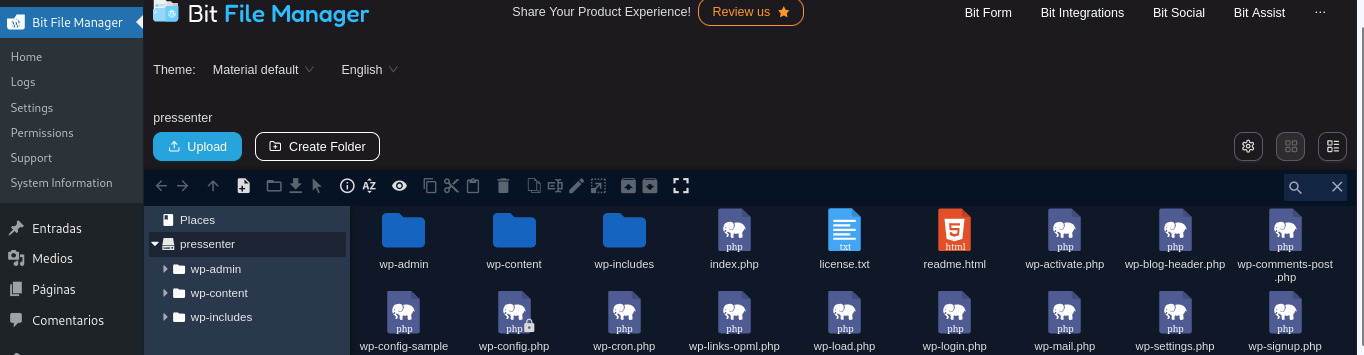 Bit File Manager
Home
Logs
Settings
Permissions
Support
System Information
Entradas
Medios
Páginas
Comentarios
Bit File Manager
Share Your Product Experience! Review us
Bit Form Bit Integrations Bit Social Bit Assist ...
Theme: Material default English
pressenter
Upload Create Folder
AZ
Places
pressenter
wp-admin
wp-content
wp-includes
php txt 5 html php php php
wp-admin wp-content wp-includes index.php license.txt readme.html wp-activate.php wp-blog-header.php wp-comments-post
.php
php php php php php php php php php
wp-config-sample wp-config.php wp-cron.php wp-links-opml.php wp-load.php wp-login.php wp-mail.php wp-settings.php wp-signup.php